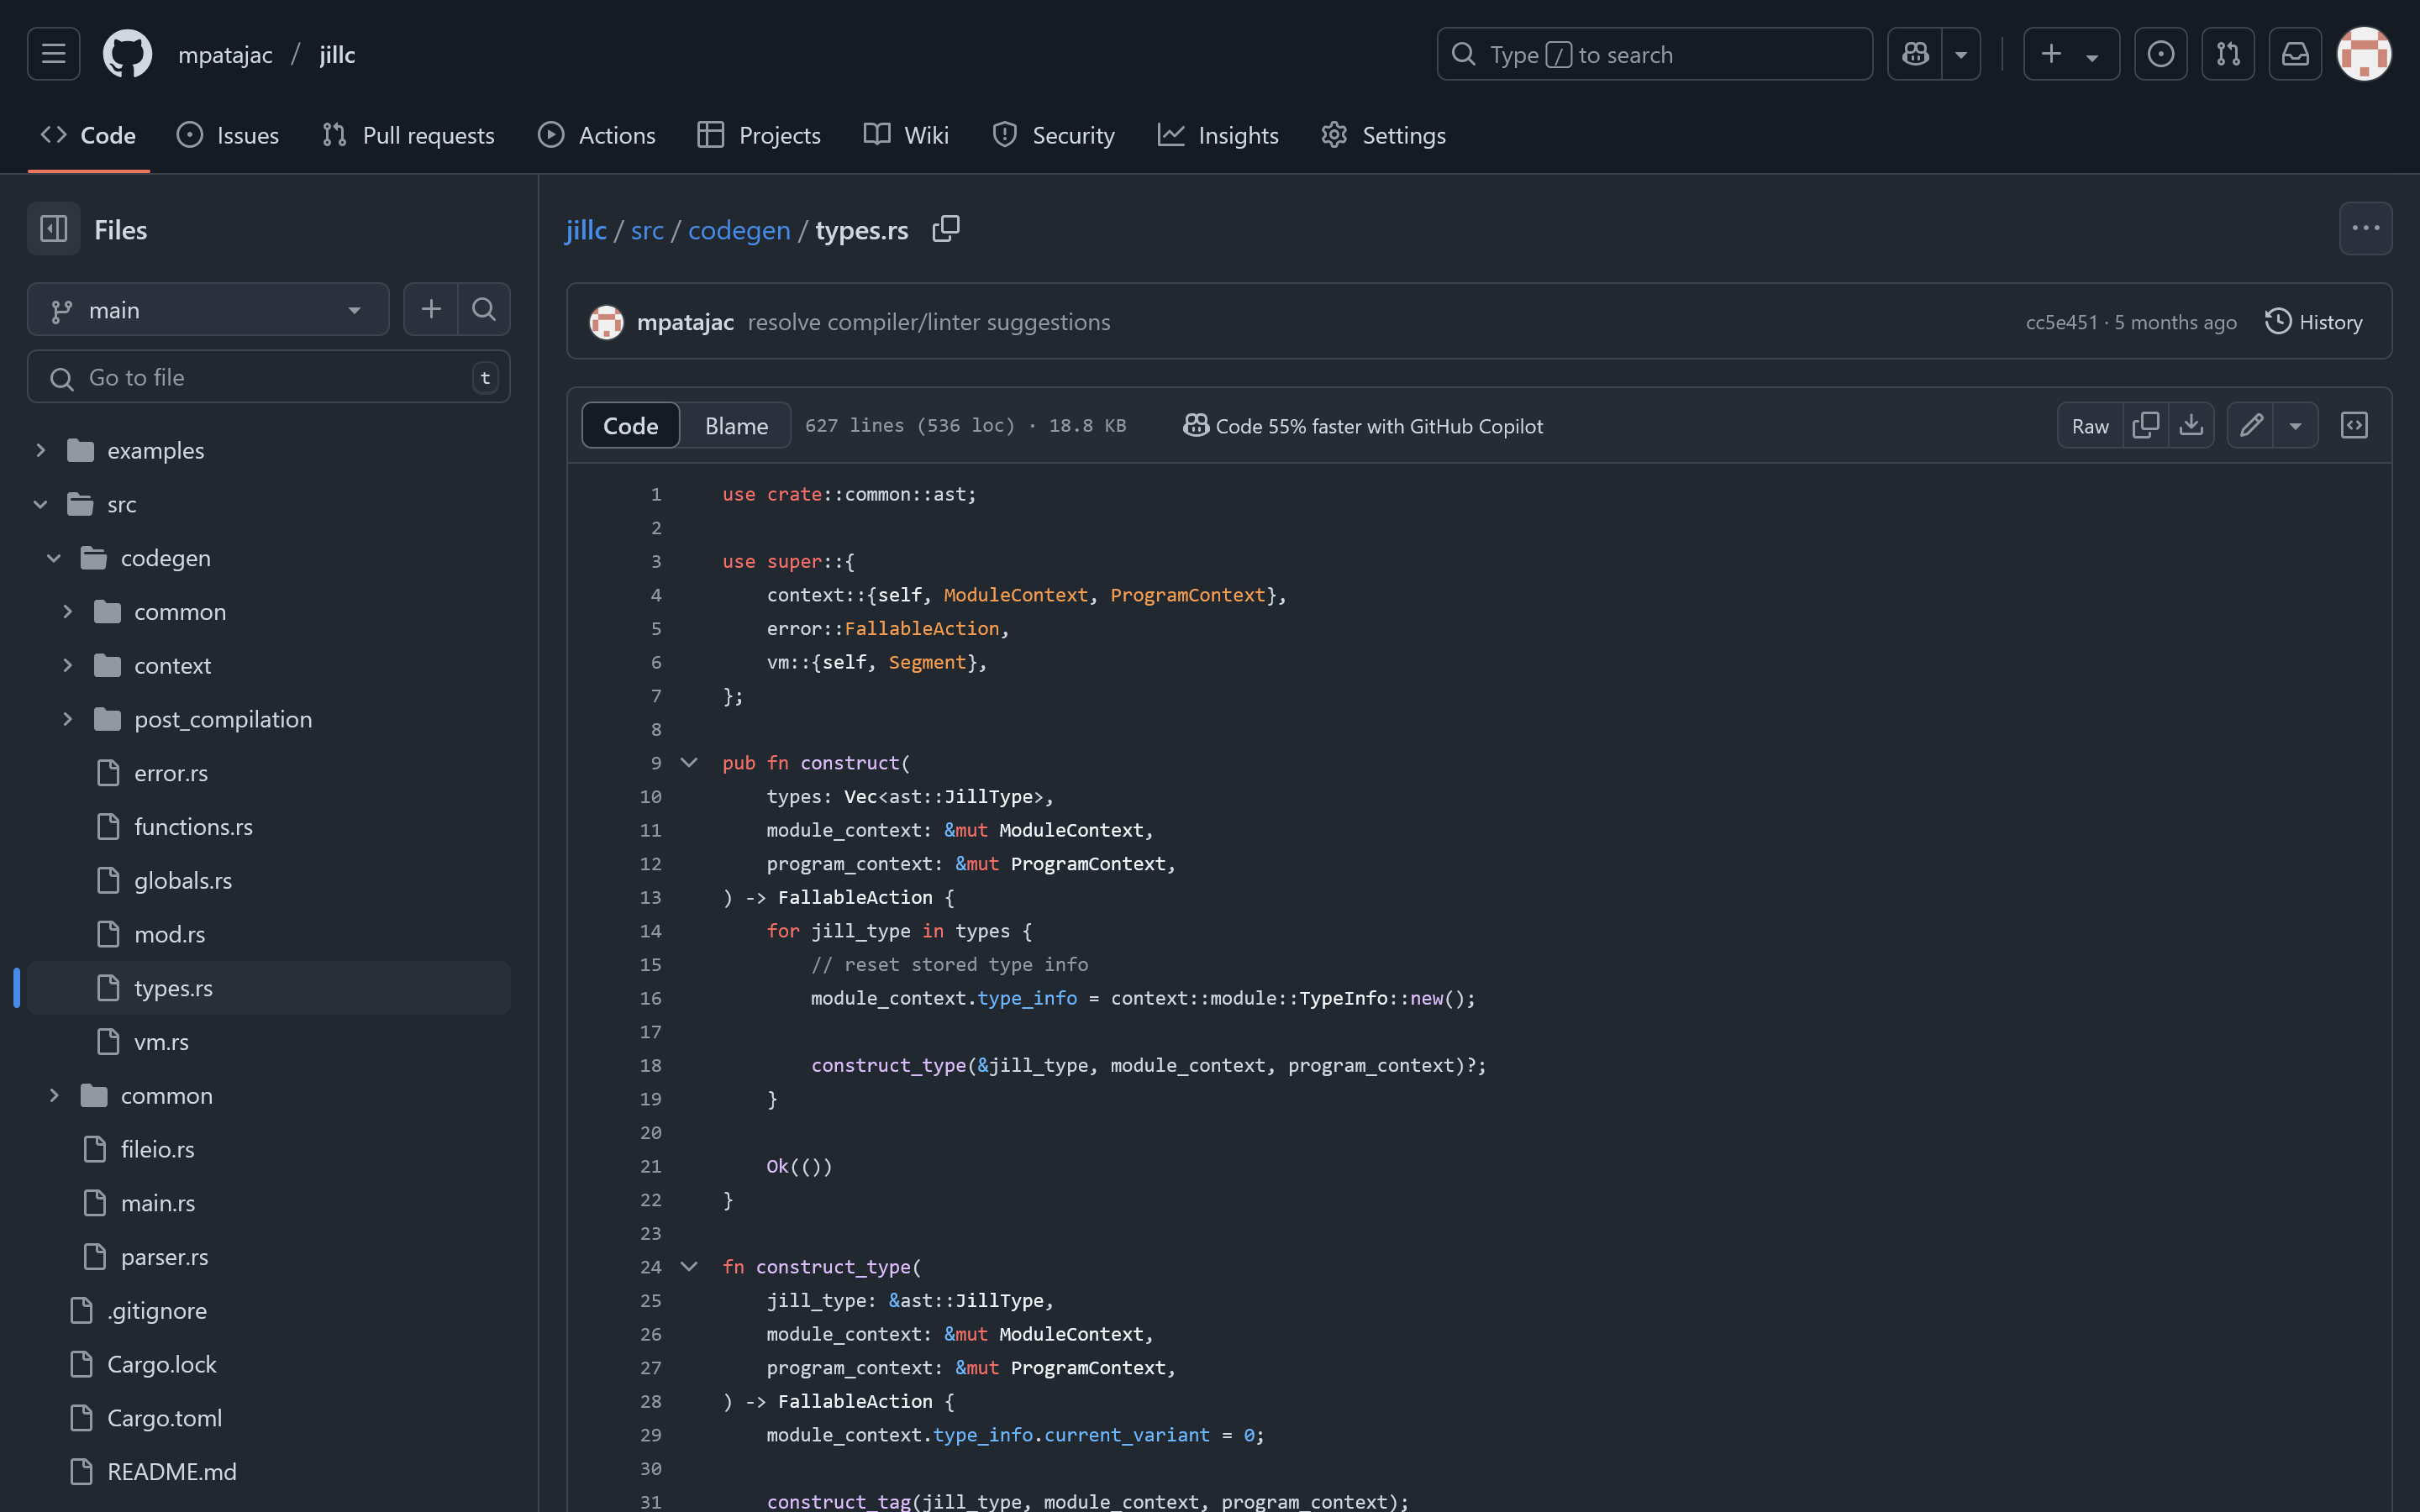 mpatajac / jillc
Type / to search
Code
Issues
Pull requests
Actions
Projects
Wiki
Security
Insights
Settings
Files
main
Go to file
t
examples
src
codegen
common
context
post_compilation
error.rs
functions.rs
globals.rs
mod.rs
types.rs
vm.rs
common
fileio.rs
main.rs
parser.rs
.gitignore
Cargo.lock
Cargo.toml
README.md
jillc / src / codegen / types.rs
mpatajac resolve compiler/linter suggestions
cc5e451 · 5 months ago
History
Code
Blame
627 lines (536 loc) · 18.8 KB
Code 55% faster with GitHub Copilot
Raw
1 use crate::common::ast;
2
3 use super::{
4     context::{self, ModuleContext, ProgramContext},
5     error::FallableAction,
6     vm::{self, Segment},
7 };
8
9 pub fn construct(
10     types: Vec<ast::JillType>,
11     module_context: &mut ModuleContext,
12     program_context: &mut ProgramContext,
13 ) -> FallableAction {
14     for jill_type in types {
15         // reset stored type info
16         module_context.type_info = context::module::TypeInfo::new();
17
18         construct_type(&jill_type, module_context, program_context)?;
19     }
20
21     Ok(())
22 }
23
24 fn construct_type(
25     jill_type: &ast::JillType,
26     module_context: &mut ModuleContext,
27     program_context: &mut ProgramContext,
28 ) -> FallableAction {
29     module_context.type_info.current_variant = 0;
30
31     construct_tag(jill_type, module_context, program_context);